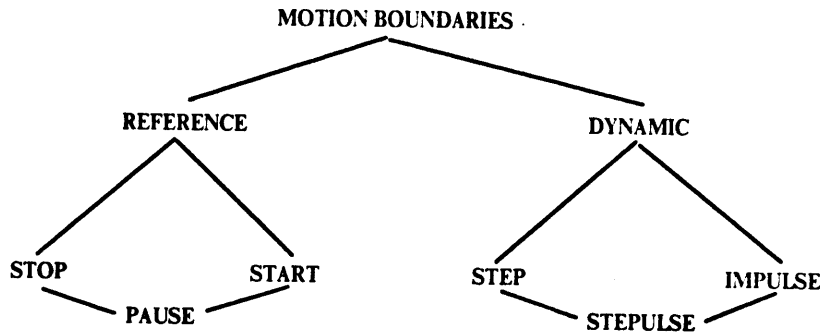 MOTION BOUNDARIES
REFERENCE
DYNAMIC
STOP
START
STEP
IMPULSE
PAUSE
STEPULSE